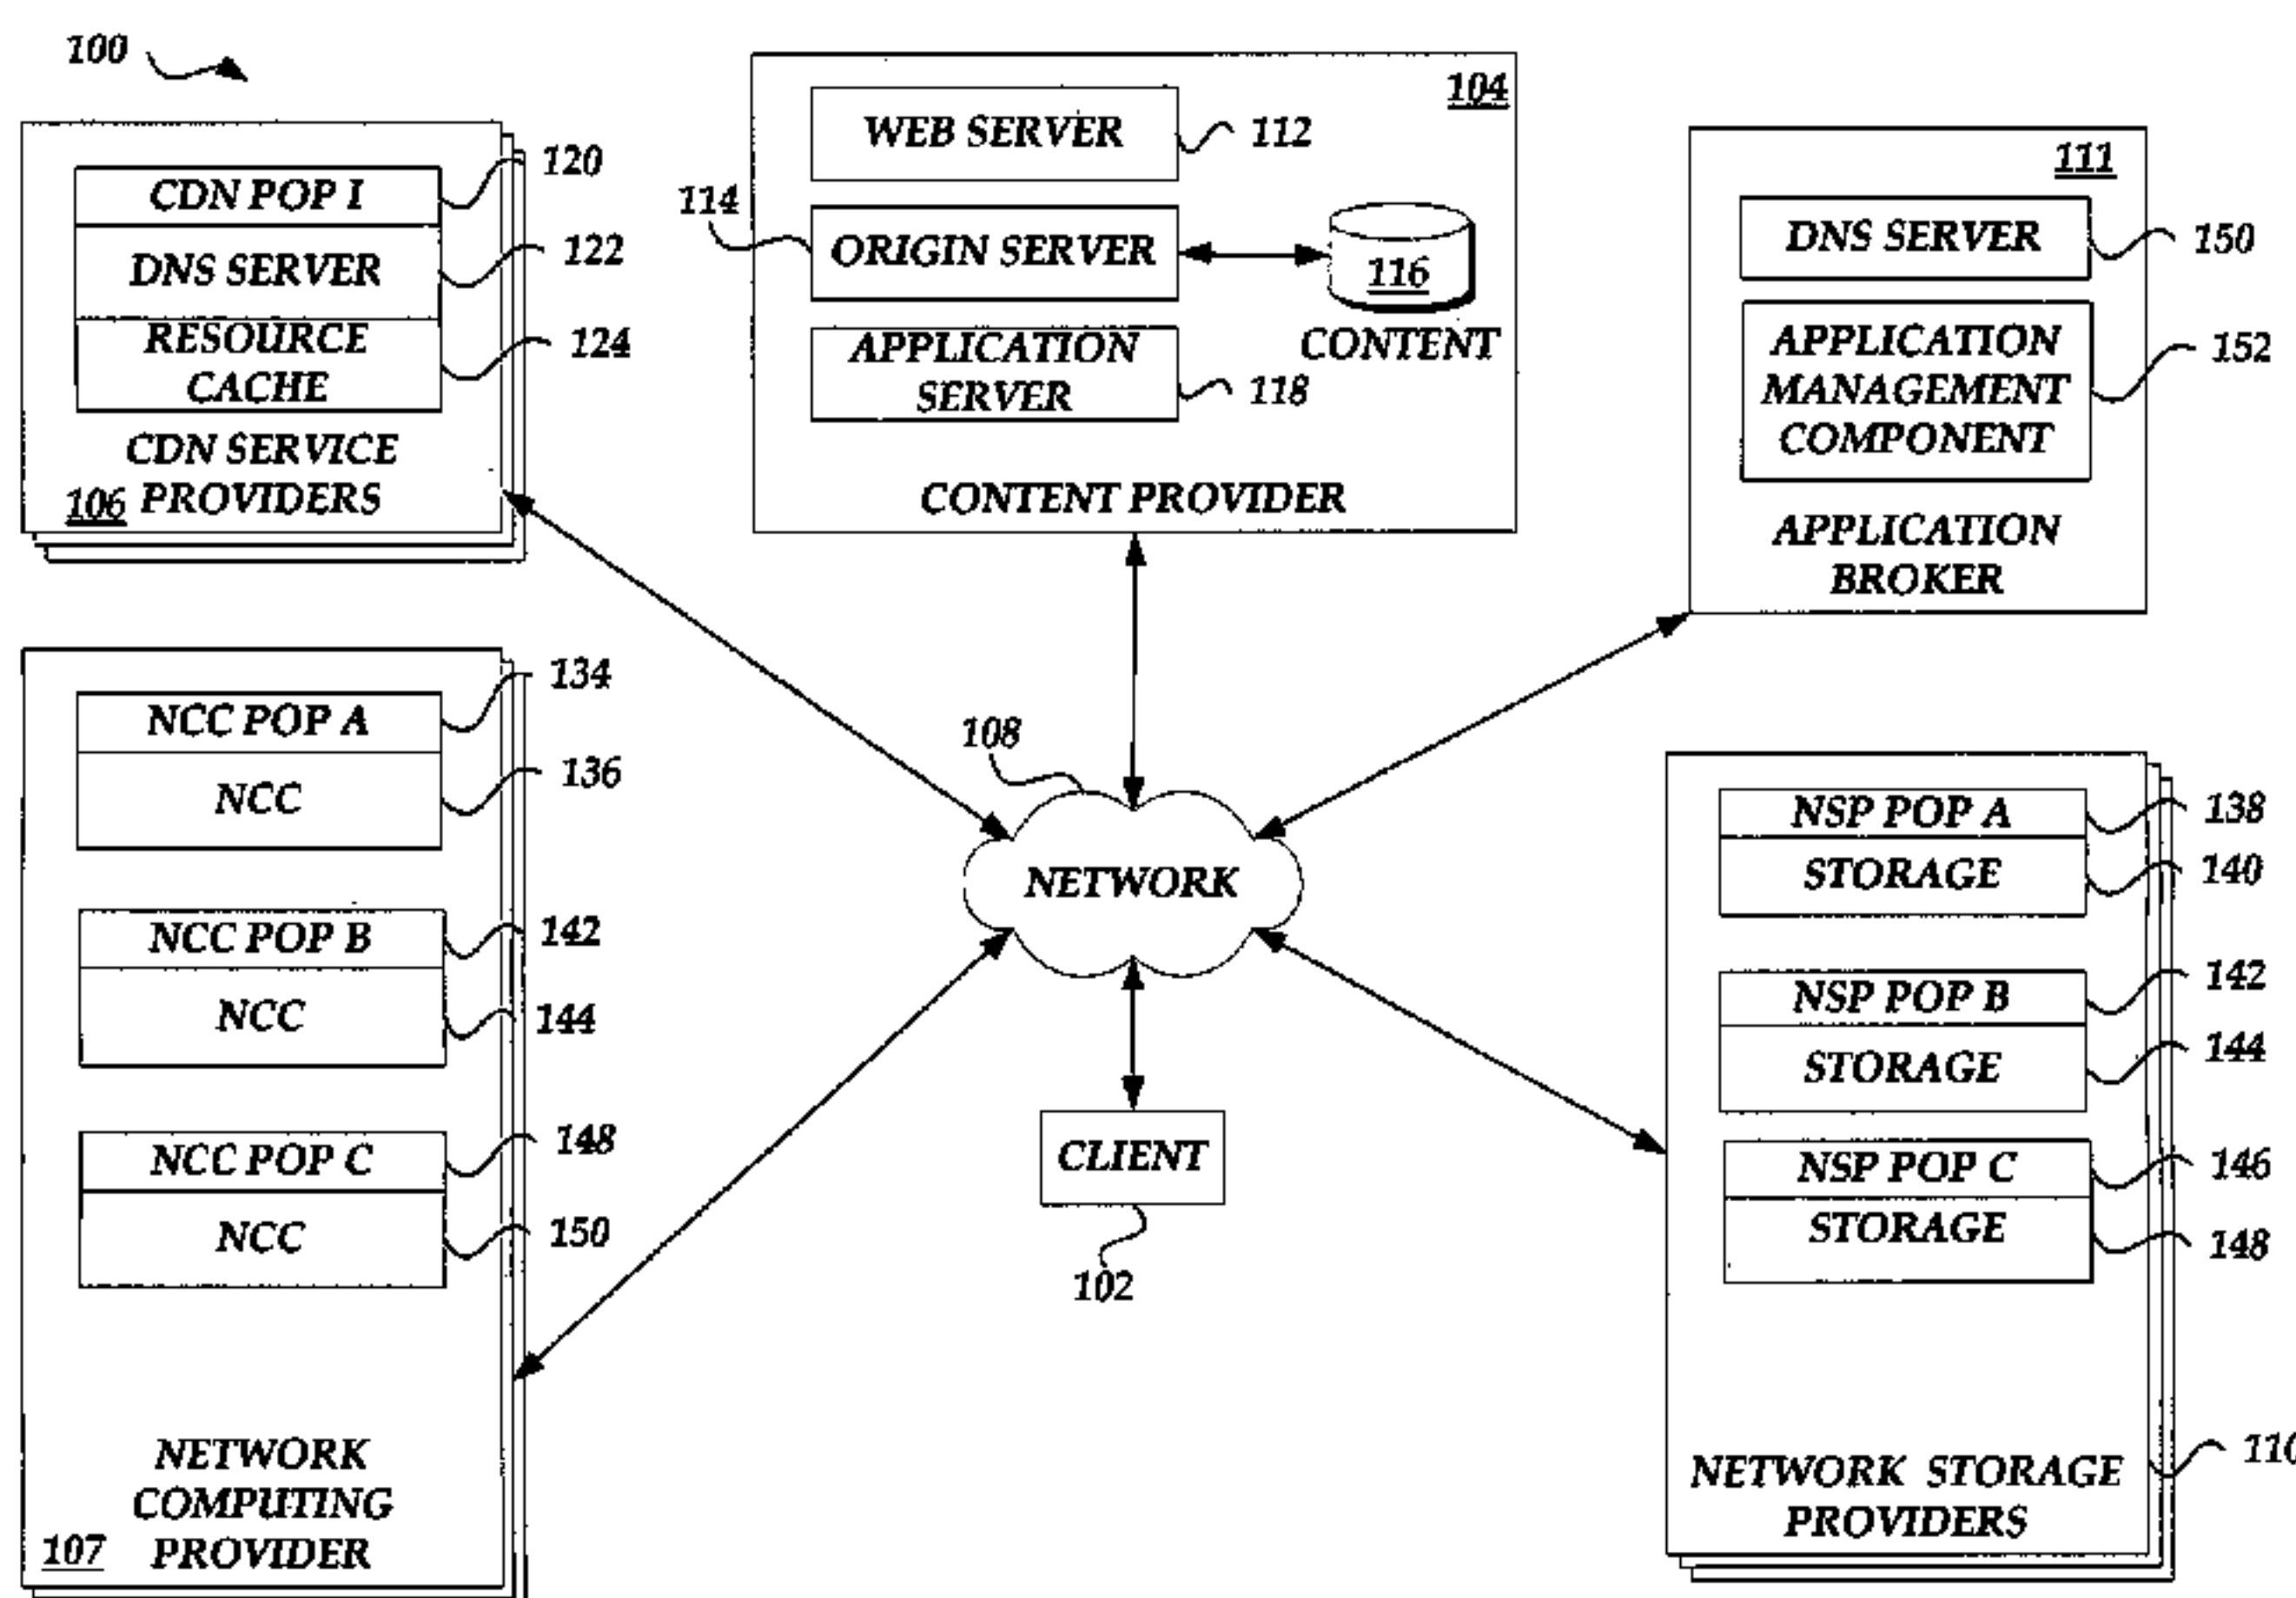 100
CDN POP I
120
DNS SERVER
122
RESOURCE
CACHE
124
CDN SERVICE
PROVIDERS
106
104
WEB SERVER
112
114
ORIGIN SERVER
116
CONTENT
APPLICATION
SERVER
118
CONTENT PROVIDER
111
DNS SERVER
150
APPLICATION
MANAGEMENT
COMPONENT
152
APPLICATION
BROKER
NCC POP A
134
NCC
136
NCC POP B
142
NCC
144
NCC POP C
148
NCC
150
NETWORK
COMPUTING
PROVIDER
107
108
NETWORK
CLIENT
102
NSP POP A
138
STORAGE
140
NSP POP B
142
STORAGE
144
NSP POP C
146
STORAGE
148
NETWORK STORAGE
PROVIDERS
110